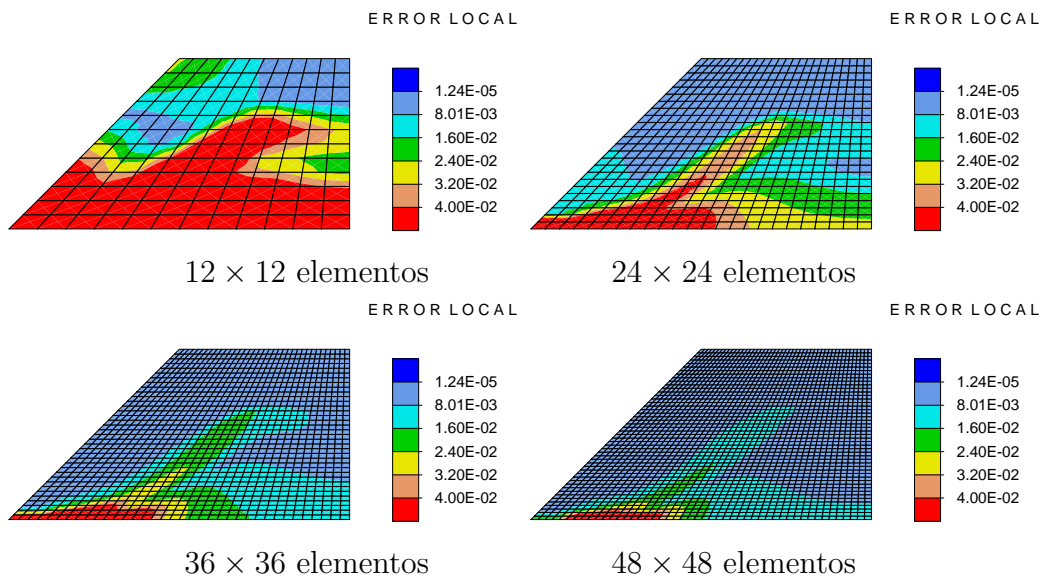 ERROR LOCAL
1.24E-05
8.01E-03
1.60E-02
2.40E-02
3.20E-02
4.00E-02
12 × 12 elementos
ERROR LOCAL
1.24E-05
8.01E-03
1.60E-02
2.40E-02
3.20E-02
4.00E-02
24 × 24 elementos
ERROR LOCAL
1.24E-05
8.01E-03
1.60E-02
2.40E-02
3.20E-02
4.00E-02
36 × 36 elementos
ERROR LOCAL
1.24E-05
8.01E-03
1.60E-02
2.40E-02
3.20E-02
4.00E-02
48 × 48 elementos